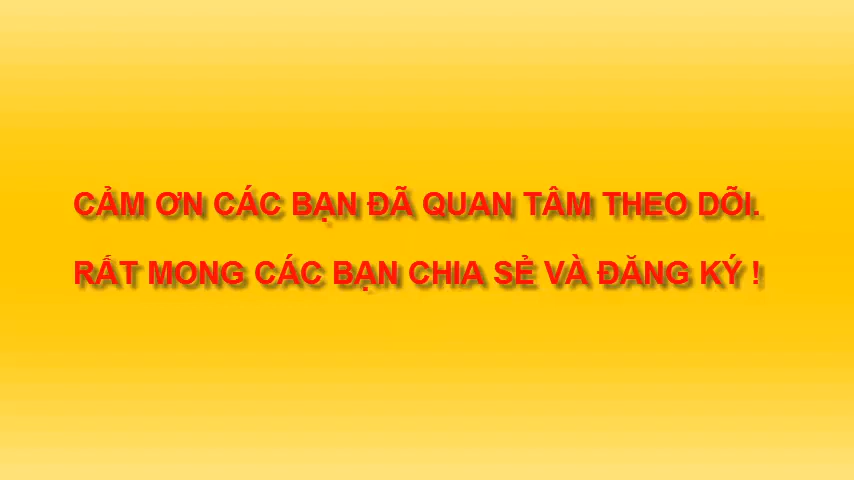 CẢM ƠN CÁC BẠN ĐÃ QUAN TÂM THEO DÕI.
RẤT MONG CÁC BẠN CHIA SẺ VÀ ĐĂNG KÝ !